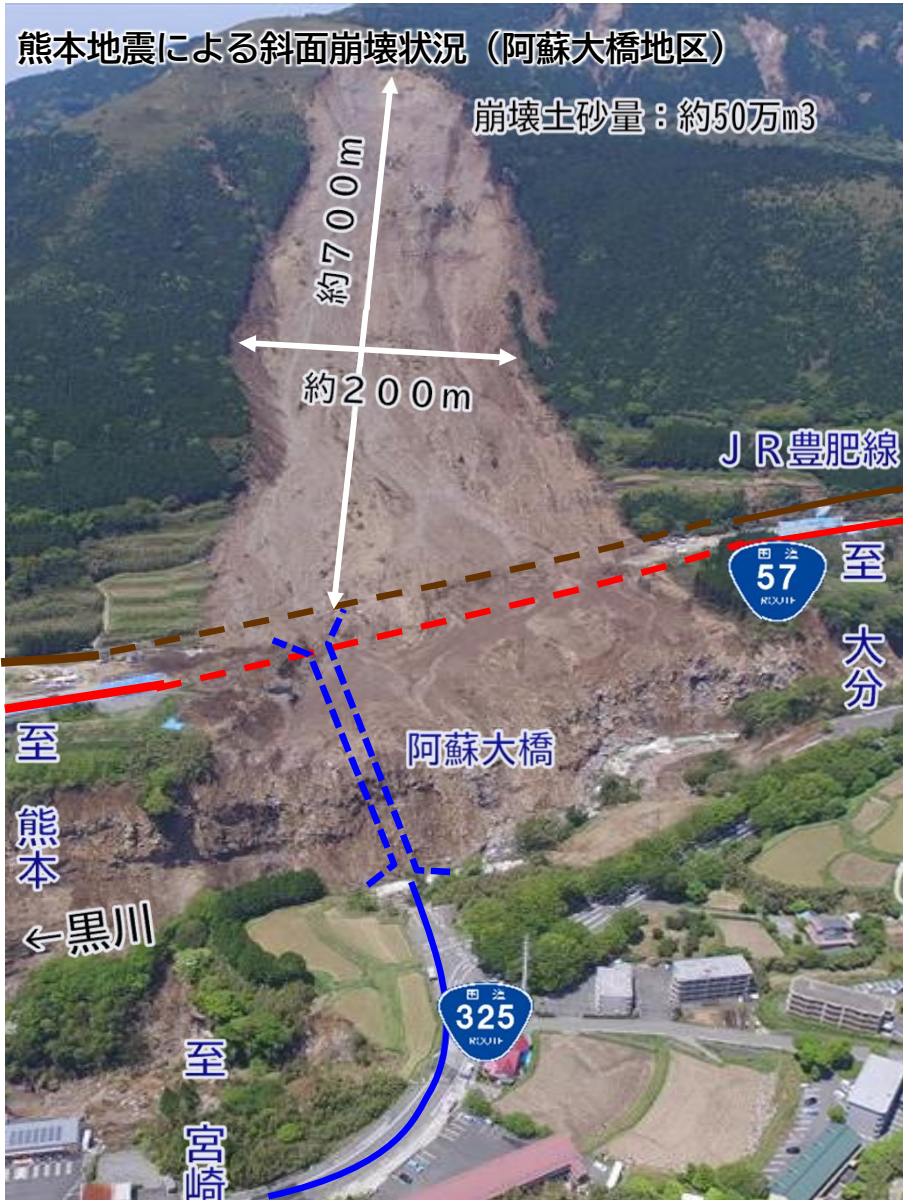 熊本地震による斜面崩壊状況（阿蘇大橋地区）
崩壊土砂量：約50万m3
約７００m
約２００m
ＪＲ豊肥線
国道
57
ROUTE
至 大分
阿蘇大橋
至 熊本
←黒川
国道
325
ROUTE
至 宮崎